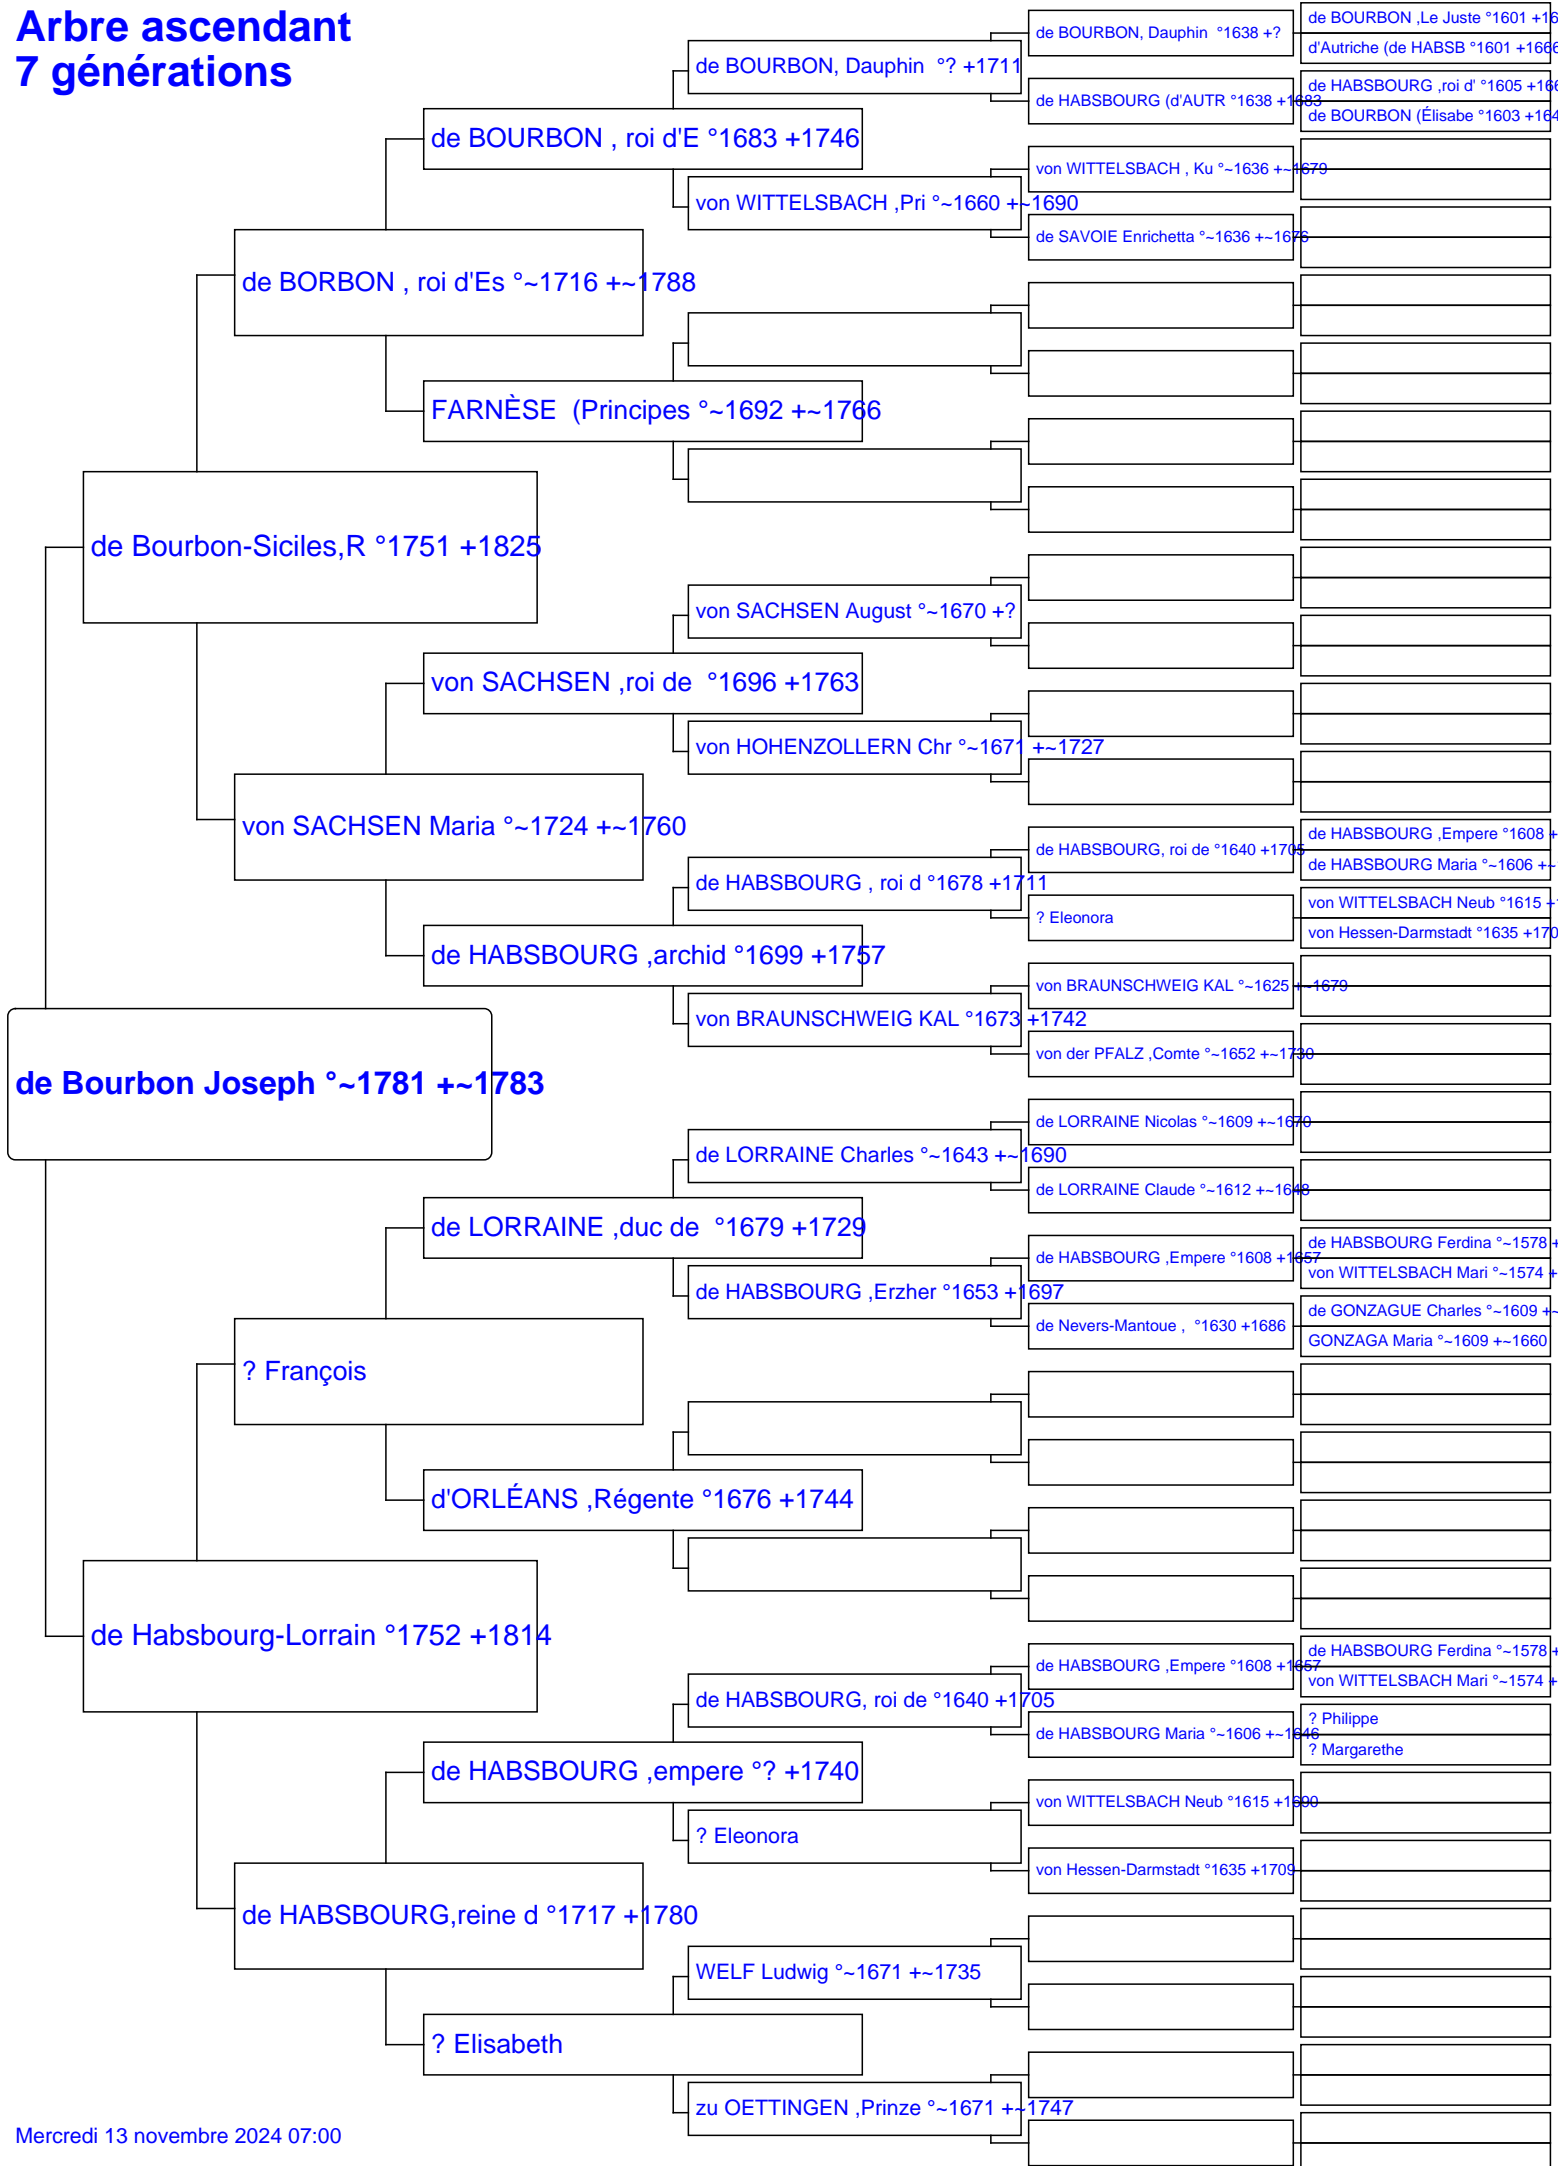 Arbre ascendant
7 générations
de BOURBON ,Le Juste °1601 +16
de BOURBON, Dauphin °1638 +?
d'Autriche (de HABSB °1601 +1666
de BOURBON, Dauphin °? +1711
de HABSBOURG ,roi d' °1605 +166
de HABSBOURG (d'AUTR °1638 +1683
de BOURBON (Élisabe °1603 +164
de BOURBON , roi d'E °1683 +1746
von WITTELSBACH , Ku °~1636 +~1679
von WITTELSBACH ,Pri °~1660 +~1690
de SAVOIE Enrichetta °~1636 +~1676
de BORBON , roi d'Es °~1716 +~1788
FARNÈSE (Principes °~1692 +~1766
de Bourbon-Siciles,R °1751 +1825
von SACHSEN August °~1670 +?
von SACHSEN ,roi de °1696 +1763
von HOHENZOLLERN Chr °~1671 +~1727
von SACHSEN Maria °~1724 +~1760
de HABSBOURG ,Empere °1608 +
de HABSBOURG, roi de °1640 +1705
de HABSBOURG Maria °~1606 +~
de HABSBOURG , roi d °1678 +1711
von WITTELSBACH Neub °1615 +1
? Eleonora
von Hessen-Darmstadt °1635 +170
de HABSBOURG ,archid °1699 +1757
von BRAUNSCHWEIG KAL °~1625 +~1679
von BRAUNSCHWEIG KAL °1673 +1742
von der PFALZ ,Comte °~1652 +~1730
de Bourbon Joseph °~1781 +~1783
de LORRAINE Nicolas °~1609 +~1670
de LORRAINE Charles °~1643 +~1690
de LORRAINE Claude °~1612 +~1648
de LORRAINE ,duc de °1679 +1729
de HABSBOURG Ferdina °~1578 +
de HABSBOURG ,Empere °1608 +1657
von WITTELSBACH Mari °~1574 +
de HABSBOURG ,Erzher °1653 +1697
de GONZAGUE Charles °~1609 +~
de Nevers-Mantoue , °1630 +1686
GONZAGA Maria °~1609 +~1660
? François
d'ORLÉANS ,Régente °1676 +1744
de Habsbourg-Lorrain °1752 +1814
de HABSBOURG Ferdina °~1578 +
de HABSBOURG ,Empere °1608 +1657
von WITTELSBACH Mari °~1574 +
de HABSBOURG, roi de °1640 +1705
? Philippe
de HABSBOURG Maria °~1606 +~1646
? Margarethe
de HABSBOURG ,empere °? +1740
von WITTELSBACH Neub °1615 +1690
? Eleonora
von Hessen-Darmstadt °1635 +1709
de HABSBOURG,reine d °1717 +1780
WELF Ludwig °~1671 +~1735
? Elisabeth
zu OETTINGEN ,Prinze °~1671 +~1747
Mercredi 13 novembre 2024 07:00